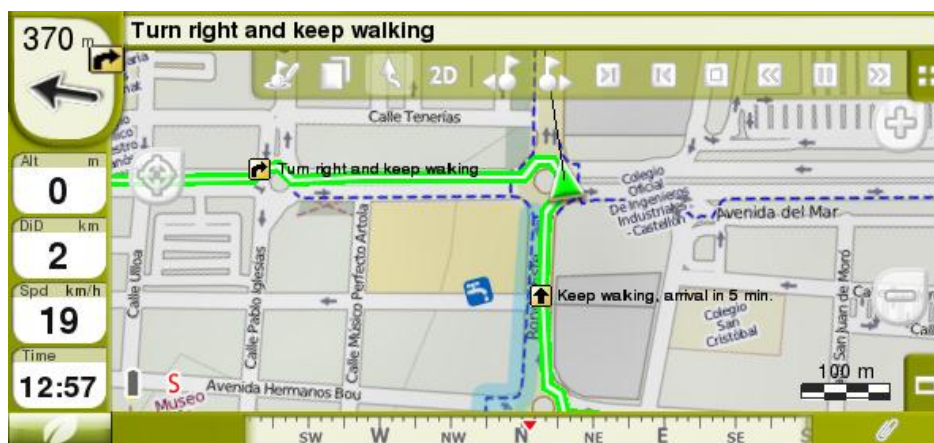 370 m
Turn right and keep walking
2D
Alt m
0
DiD km
2
Spd km/h
19
Time
12:57
Calle Tenerías
Turn right and keep walking
Colegio
Oficial
De Ingenieros
Industriales
-Castellón
Avenida del Mar
Calle Ulloa
Calle Pablo Iglesias
Calle Músico Perfecto Artola
Keep walking, arrival in 5 min.
Colegio
San
Cristóbal
San Juan de Moró
100 m
S
Museo
Avenida Hermanos Bou
SW W NW N NE E SE S